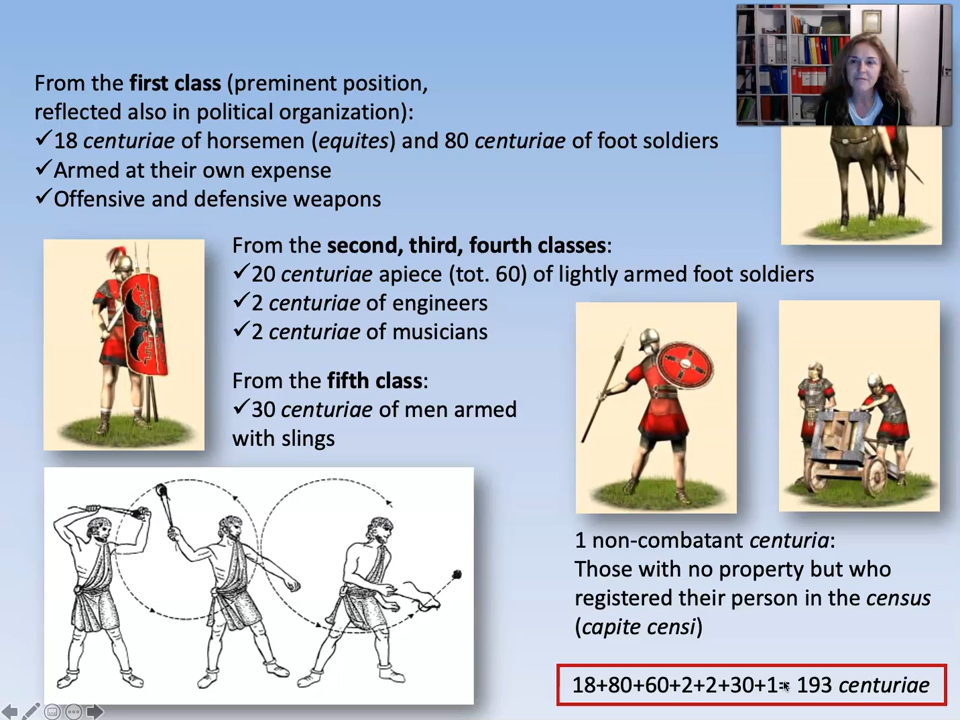 From the first class (preminent position,
reflected also in political organization):
✓18 centuriae of horsemen (equites) and 80 centuriae of foot soldiers
✓Armed at their own expense
✓Offensive and defensive weapons
From the second, third, fourth classes:
✓20 centuriae apiece (tot. 60) of lightly armed foot soldiers
✓2 centuriae of engineers
✓2 centuriae of musicians
From the fifth class:
✓30 centuriae of men armed
with slings
1 non-combatant centuria:
Those with no property but who
registered their person in the census
(capite censi)
18+80+60+2+2+30+1= 193 centuriae